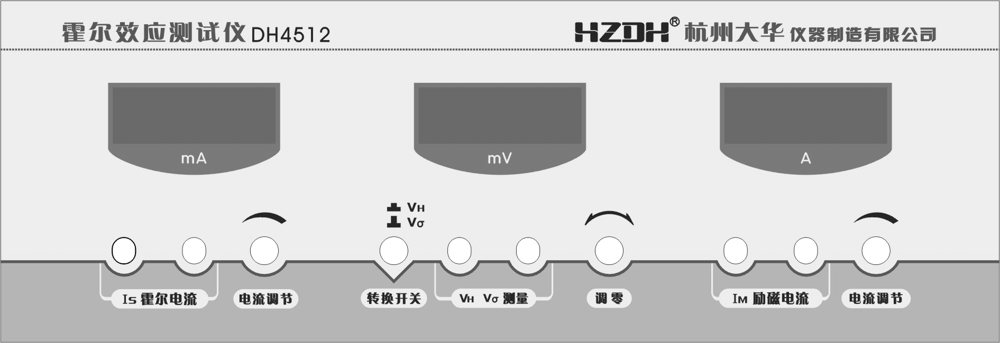 霍尔效应测试仪 DH4512
HZDH® 杭州大华 仪器制造有限公司
mA
mV
A
VH
Vσ
IS 霍尔电流
电流调节
转换开关
VH Vσ 测量
调零
IM 励磁电流
电流调节